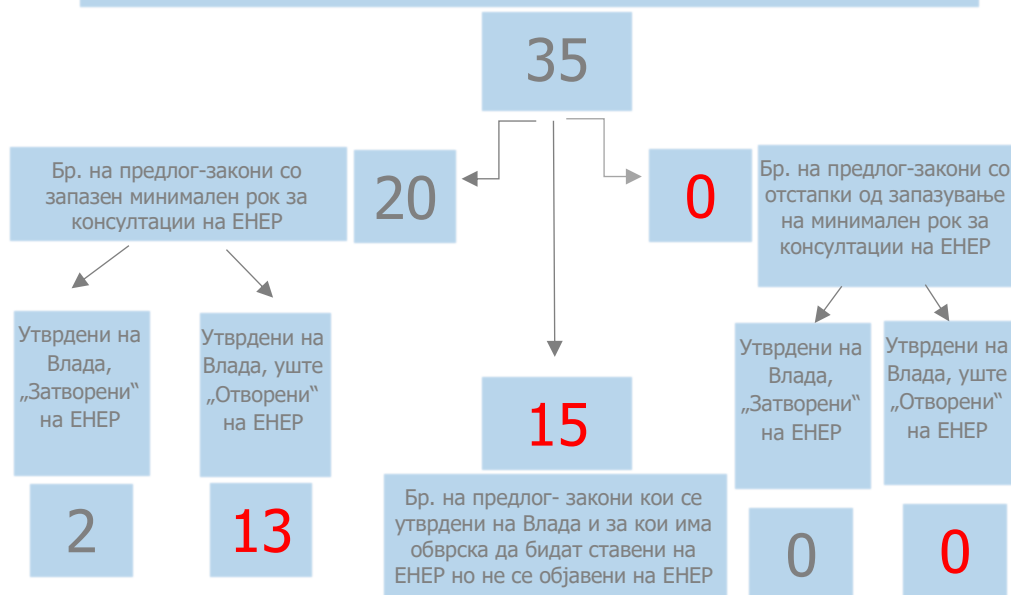 35
Бр. на предлог-закони со
запазен минимален рок за
консултации на ЕНЕР
20
0
Бр. на предлог-закони со
отстапки од запазување
на минимален рок за
консултации на ЕНЕР
Утврдени на
Влада,
„Затворени“
на ЕНЕР
Утврдени на
Влада, уште
„Отворени“
на ЕНЕР
Утврдени на
Влада,
„Затворени“
на ЕНЕР
Утврдени на
Влада, уште
„Отворени“
на ЕНЕР
15
2
13
Бр. на предлог- закони кои се
утврдени на Влада и за кои има
обврска да бидат ставени на
ЕНЕР но не се објавени на ЕНЕР
0
0